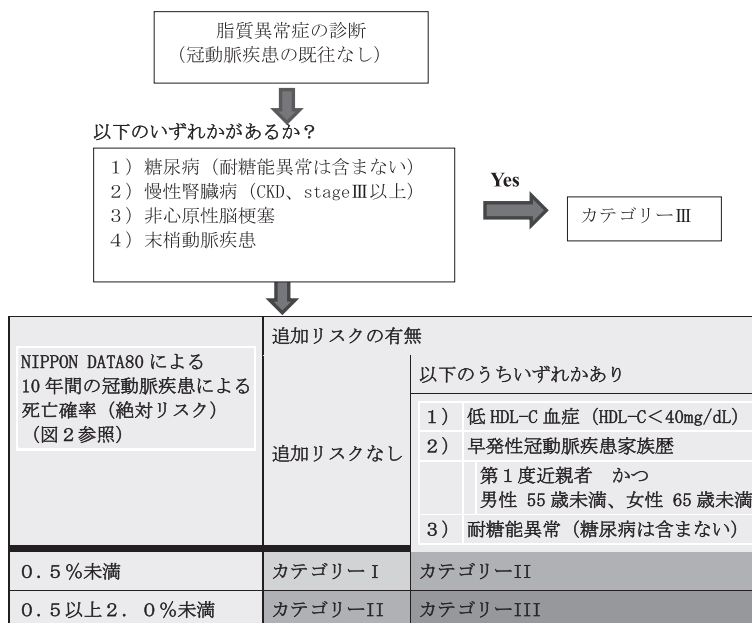 脂質異常症の診断
（冠動脈疾患の既往なし）
以下のいずれかがあるか？
1）糖尿病（耐糖能異常は含まない）
2）慢性腎臓病（CKD、stageⅢ以上）
3）非心原性脳梗塞
4）末梢動脈疾患
Yes
カテゴリーⅢ
NIPPON DATA80 による
10 年間の冠動脈疾患による
死亡確率（絶対リスク）
（図２参照）
追加リスクの有無
追加リスクなし
以下のうちいずれかあり
1） 低 HDL-C 血症（HDL-C＜40mg/dL）
2） 早発性冠動脈疾患家族歴
第１度近親者　かつ
男性 55 歳未満、女性 65 歳未満
3） 耐糖能異常（糖尿病は含まない）
０.５％未満 カテゴリーⅠ カテゴリーII
０.５以上２.０％未満 カテゴリーII カテゴリーIII